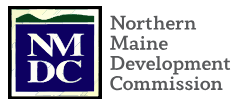 NM
DC
Northern
Maine
Development
Commission